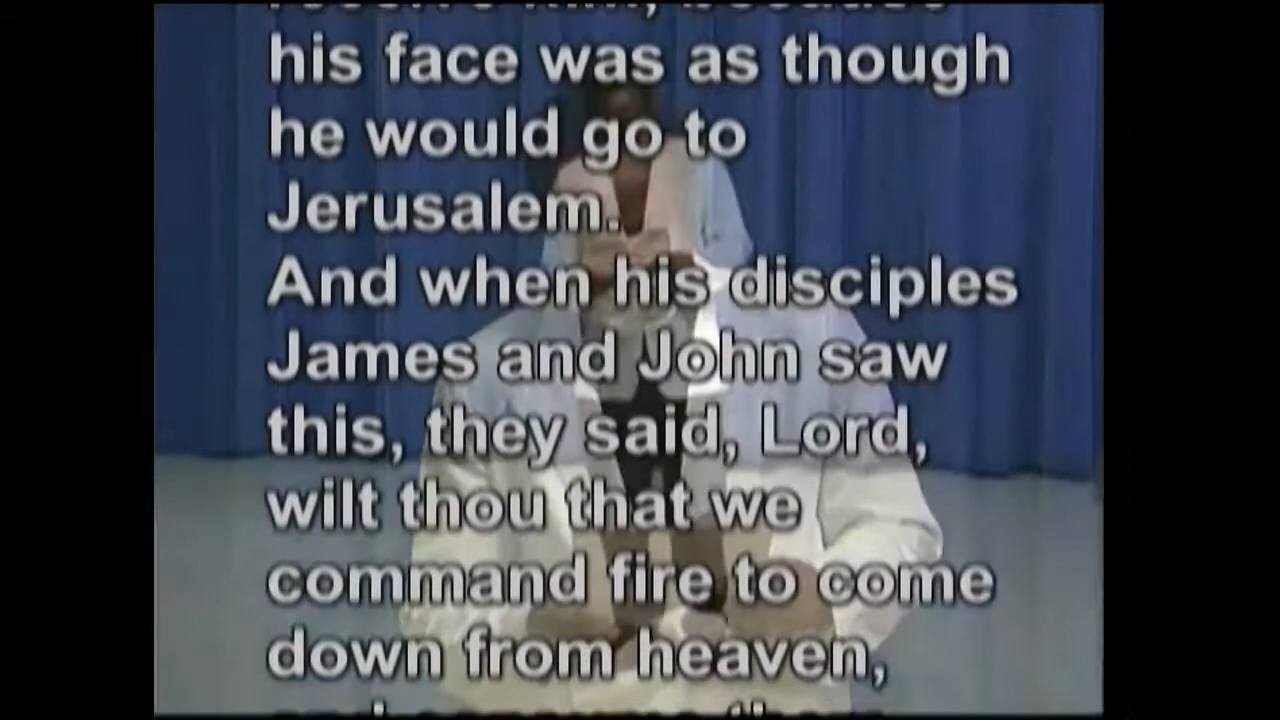 his face was as though
he would go to
Jerusalem.
And when his disciples
James and John saw
this, they said, Lord,
wilt thou that we
command fire to come
down from heaven,